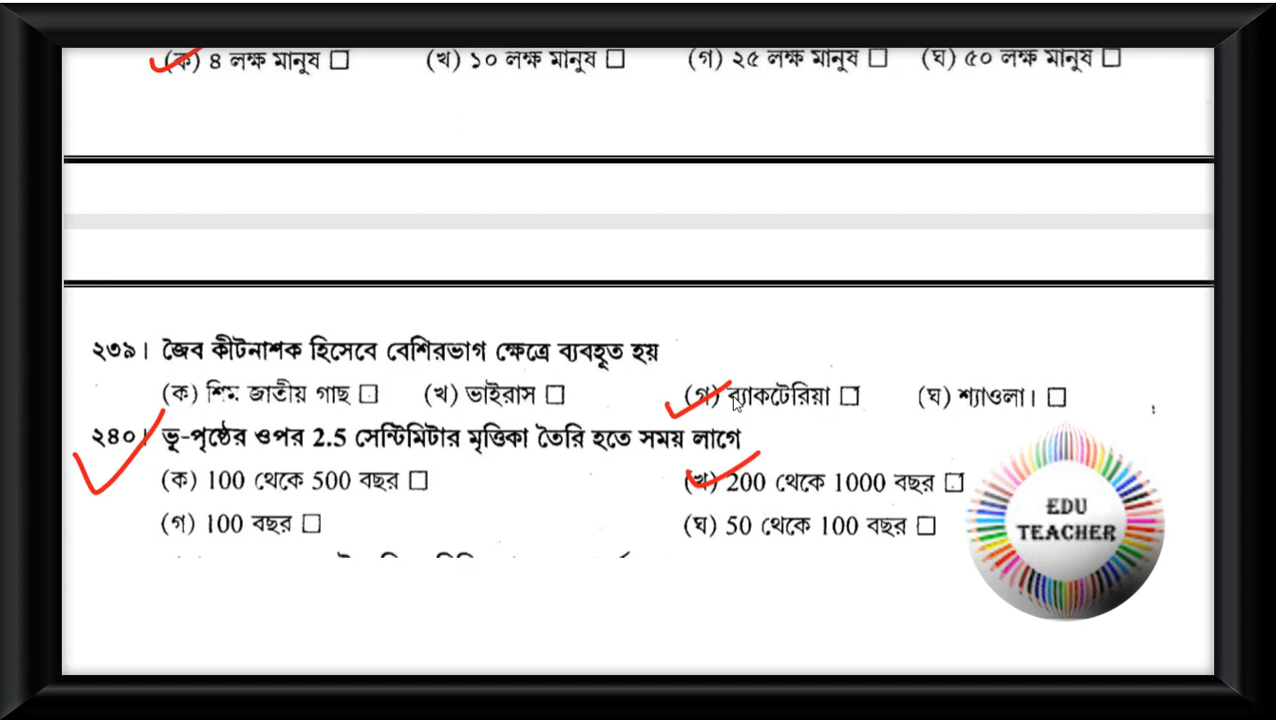 (ক) ৪ লক্ষ মানুষ (খ) ১০ লক্ষ মানুষ (গ) ২৫ লক্ষ মানুষ (ঘ) ৫০ লক্ষ মানুষ
২৩৯। জৈব কীটনাশক হিসেবে বেশিরভাগ ক্ষেত্রে ব্যবহৃত হয়
(ক) শিম জাতীয় গাছ (খ) ভাইরাস (গ) ব্যাকটেরিয়া (ঘ) শ্যাওলা।
২৪০। ভূ-পৃষ্ঠের ওপর 2.5 সেন্টিমিটার মৃত্তিকা তৈরি হতে সময় লাগে
(ক) 100 থেকে 500 বছর (খ) 200 থেকে 1000 বছর
(গ) 100 বছর (ঘ) 50 থেকে 100 বছর
EDU
TEACHER